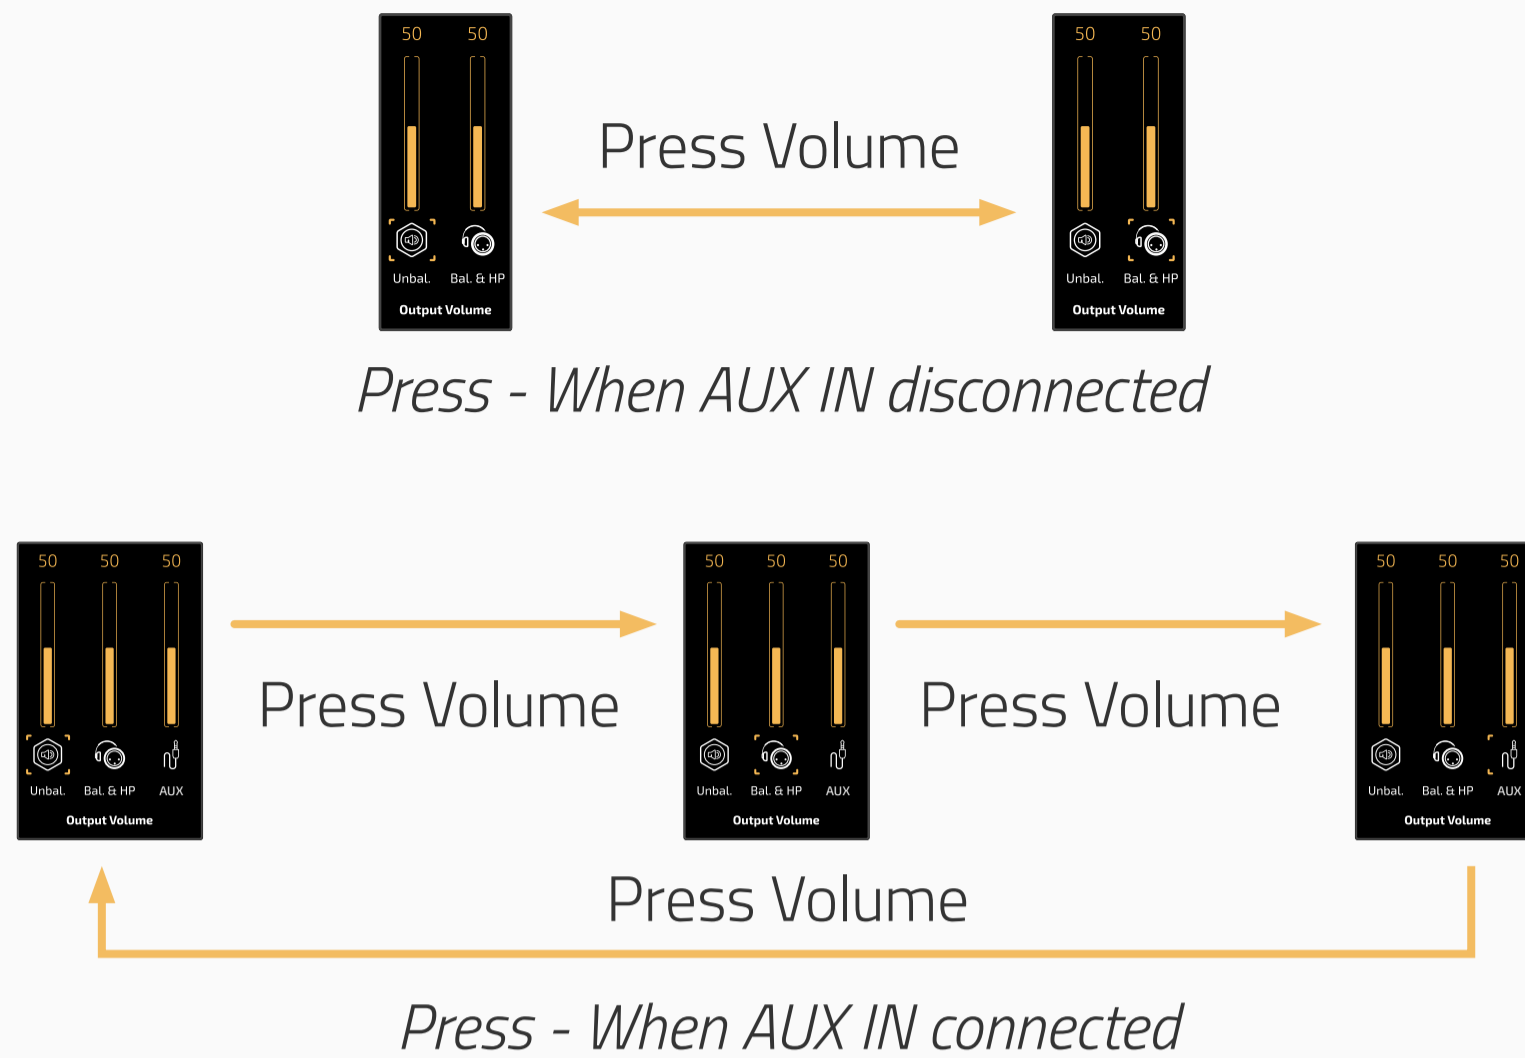 50 50
50 50
Press Volume
Unbal. Bal. & HP
Unbal. Bal. & HP
Output Volume
Output Volume
Press - When AUX IN disconnected
50 50 50
50 50 50
50 50 50
Press Volume
Press Volume
Unbal. Bal. & HP AUX
Unbal. Bal. & HP AUX
Unbal. Bal. & HP AUX
Output Volume
Output Volume
Output Volume
Press Volume
Press - When AUX IN connected